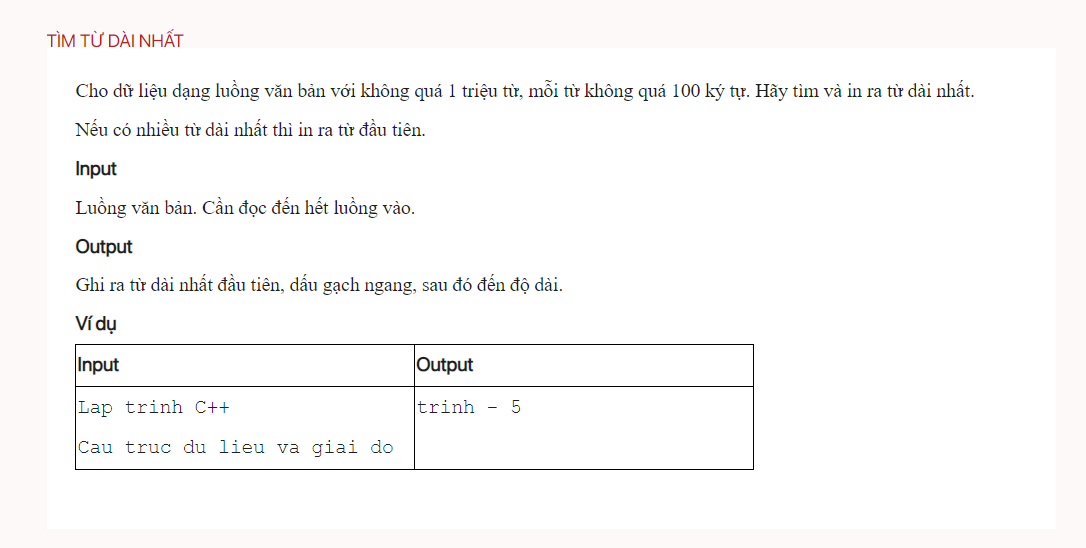 TÌM TỪ DÀI NHẤT
Cho dữ liệu dạng luồng văn bản với không quá 1 triệu từ, mỗi từ không quá 100 ký tự. Hãy tìm và in ra từ dài nhất.
Nếu có nhiều từ dài nhất thì in ra từ đầu tiên.
Input
Luồng văn bản. Cần đọc đến hết luồng vào.
Output
Ghi ra từ dài nhất đầu tiên, dấu gạch ngang, sau đó đến độ dài.
Ví dụ
Input Output
Lap trinh C++ trinh - 5
Cau truc du lieu va giai do